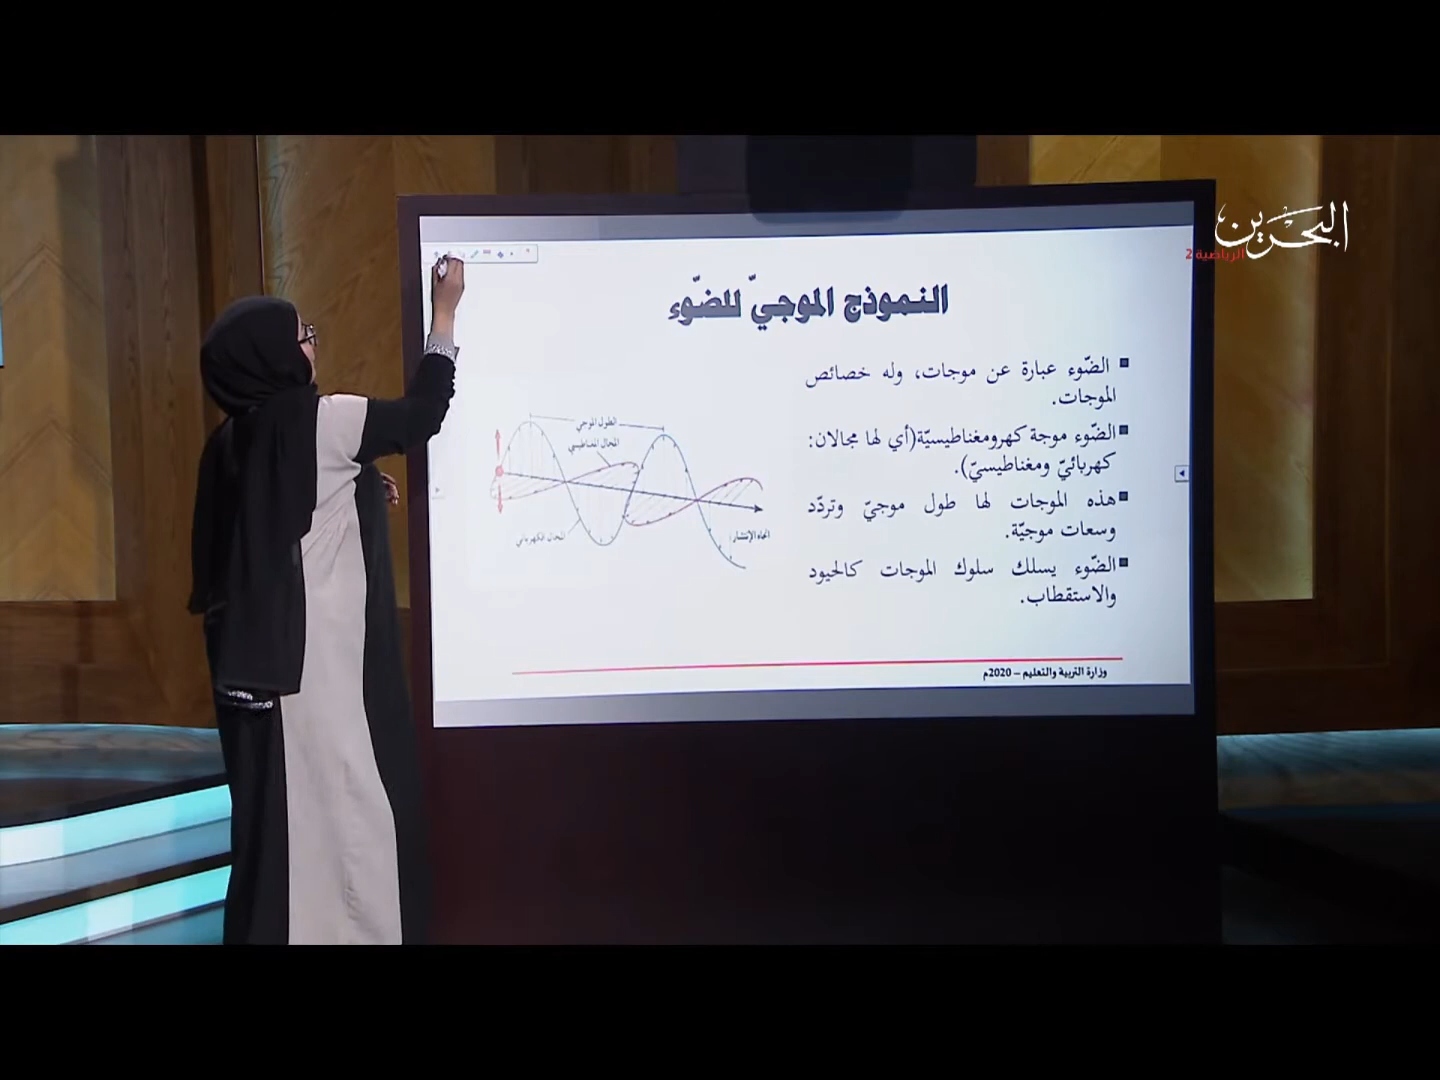 البحرين
الرياضية 2
النموذج الموجيّ للضّوء
الضّوء عبارة عن موجات، وله خصائص
الموجات.
الضّوء موجة كهرومغناطيسيّة(أي لها مجالان:
كهربائيّ ومغناطيسيّ).
هذه الموجات لها طول موجيّ وتردّد
وسعات موجيّة.
الضّوء يسلك سلوك الموجات كالحيود
والاستقطاب.
الطول الموجي
المجال المغناطيسي
المجال الكهربائي
اتجاه الإنتشار
وزارة التربية والتعليم – 2020م